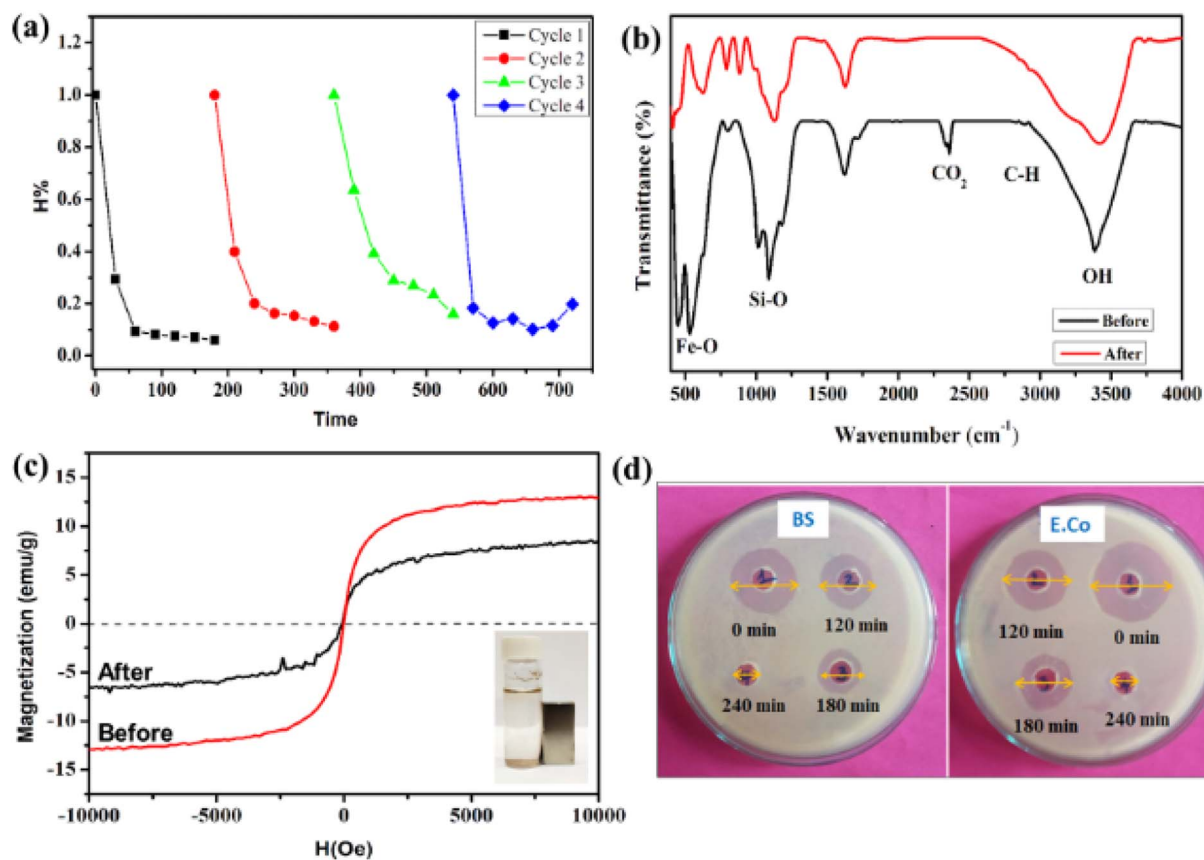 (a)
1.2
1.0
0.8
0.6
0.4
0.2
0.0
H%
0 100 200 300 400 500 600 700
Time
Cycle 1
Cycle 2
Cycle 3
Cycle 4
(b)
Transmittance (%)
Fe-O
Si-O
CO2
C-H
OH
Before
After
500 1000 1500 2000 2500 3000 3500 4000
Wavenumber (cm-1)
(c)
15
10
5
0
-5
-10
-15
Magnetization (emu/g)
After
Before
-10000 -5000 0 5000 10000
H(Oe)
(d)
BS
0 min
120 min
240 min
180 min
E.Co
120 min
0 min
180 min
240 min